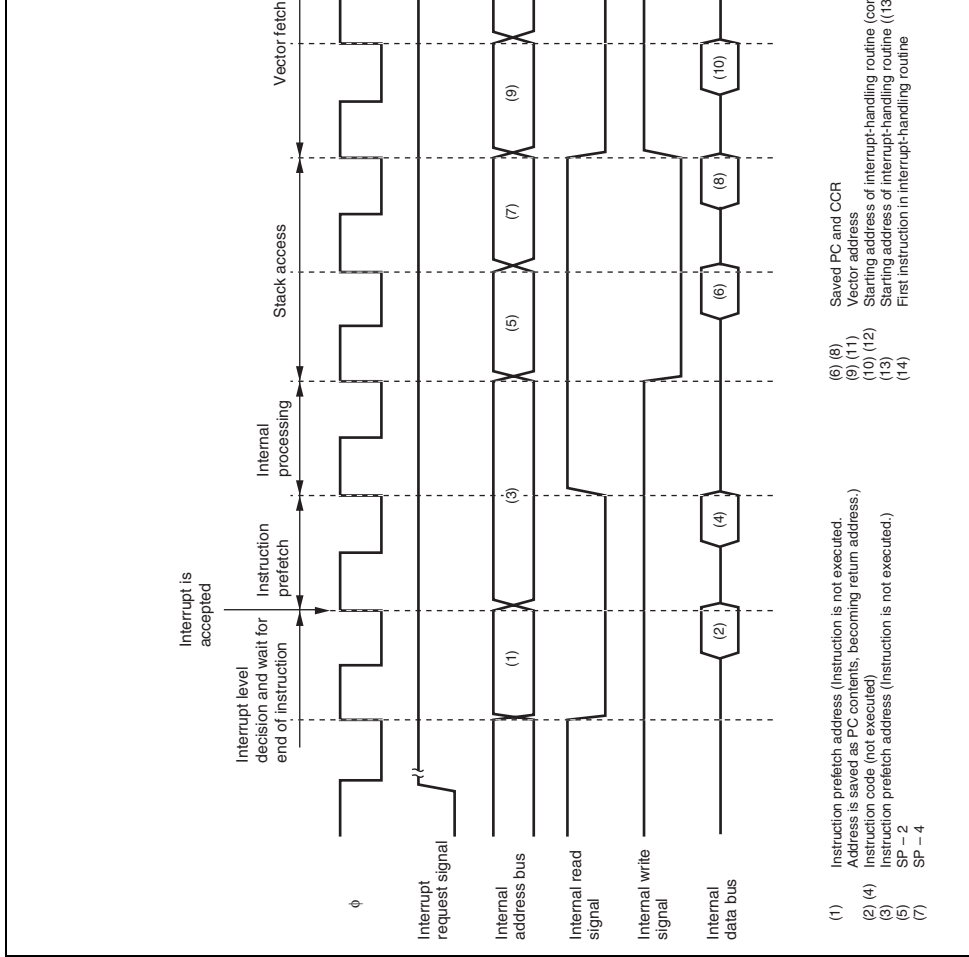 Interrupt is
accepted
Interrupt level
decision and wait for
end of instruction
Instruction
prefetch
Internal
processing
Stack access
Vector fetch
φ
Interrupt
request signal
Internal
address bus
(1)
(3)
(5)
(7)
(9)
Internal read
signal
Internal write
signal
Internal
data bus
(2)
(4)
(6)
(8)
(10)
(1) Instruction prefetch address (Instruction is not executed.
Address is saved as PC contents, becoming return address.)
(2) (4) Instruction code (not executed)
(3) Instruction prefetch address (Instruction is not executed.)
(5) SP – 2
(7) SP – 4
(6) (8) Saved PC and CCR
(9) (11) Vector address
(10) (12) Starting address of interrupt-handling routine
(13) Starting address of interrupt-handling routine ((13
(14) First instruction in interrupt-handling routine